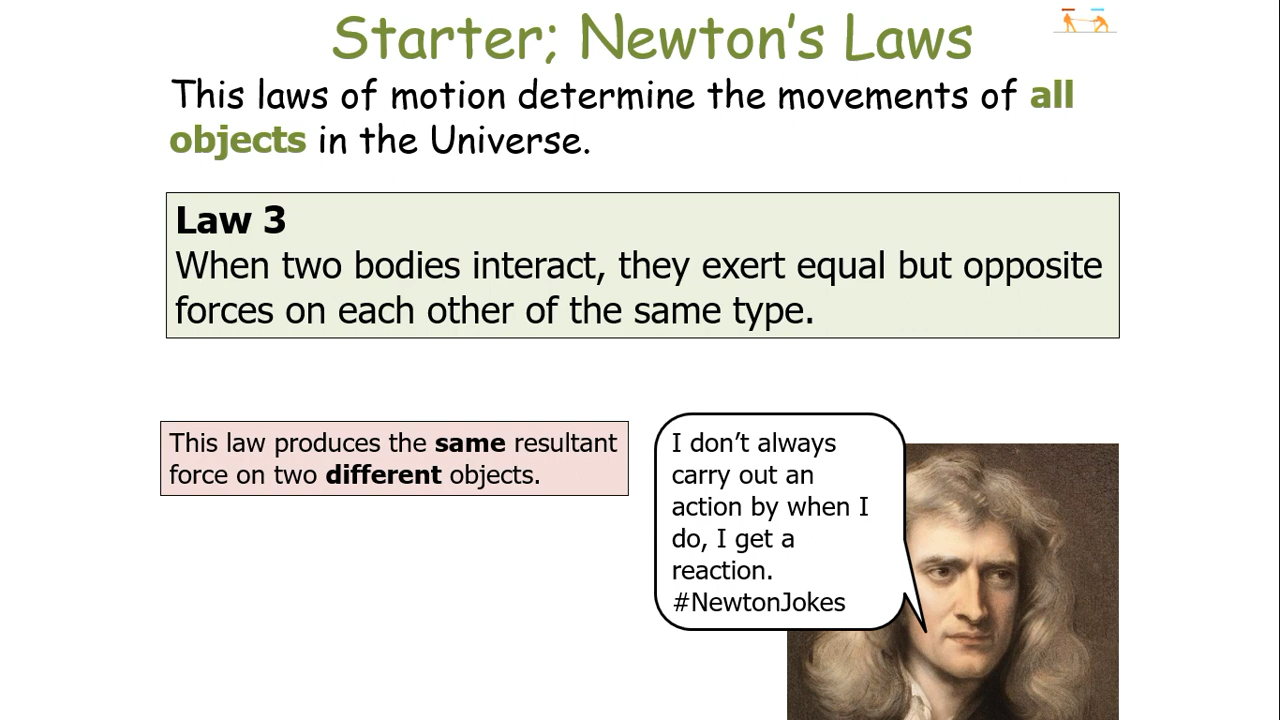 Starter; Newton's Laws
This laws of motion determine the movements of all
objects in the Universe.
Law 3
When two bodies interact, they exert equal but opposite
forces on each other of the same type.
This law produces the same resultant
force on two different objects.
I don't always
carry out an
action by when I
do, I get a
reaction.
#NewtonJokes